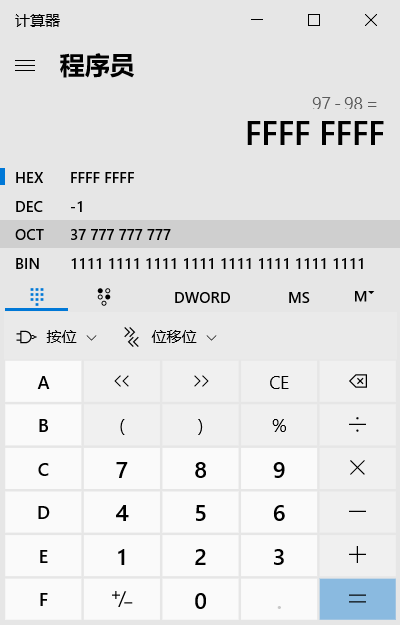 计算器
程序员
97 - 98 =
FFFF FFFF
HEX FFFF FFFF
DEC -1
OCT 37 777 777 777
BIN 1111 1111 1111 1111 1111 1111 1111 1111
DWORD MS M
按位 位移位
A << >> CE
B ( ) % ÷
C 7 8 9 ×
D 4 5 6 −
E 1 2 3 +
F +/− 0 . =